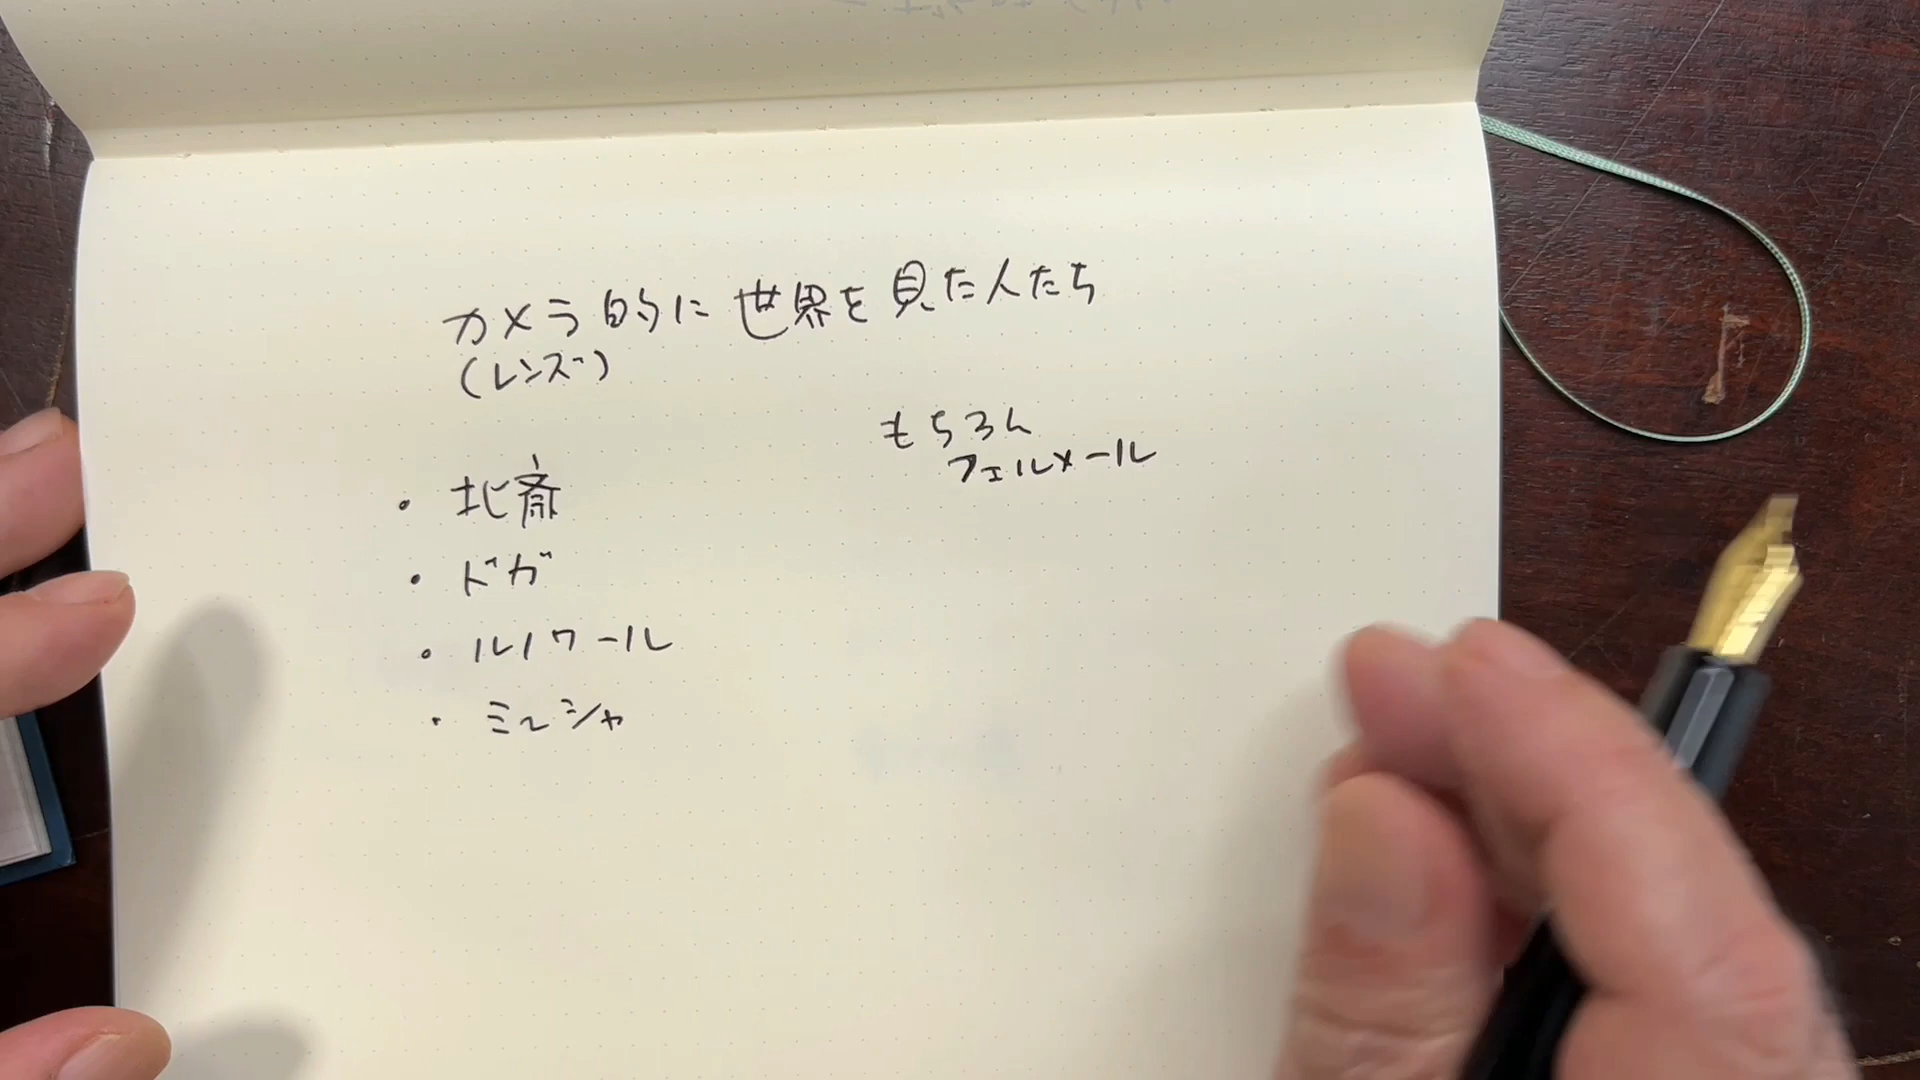 カメラ的に世界を見た人たち
(レンズ)
もちろん
フェルメール
・北斎
・ドガ
・ルノワール
・ミュシャ